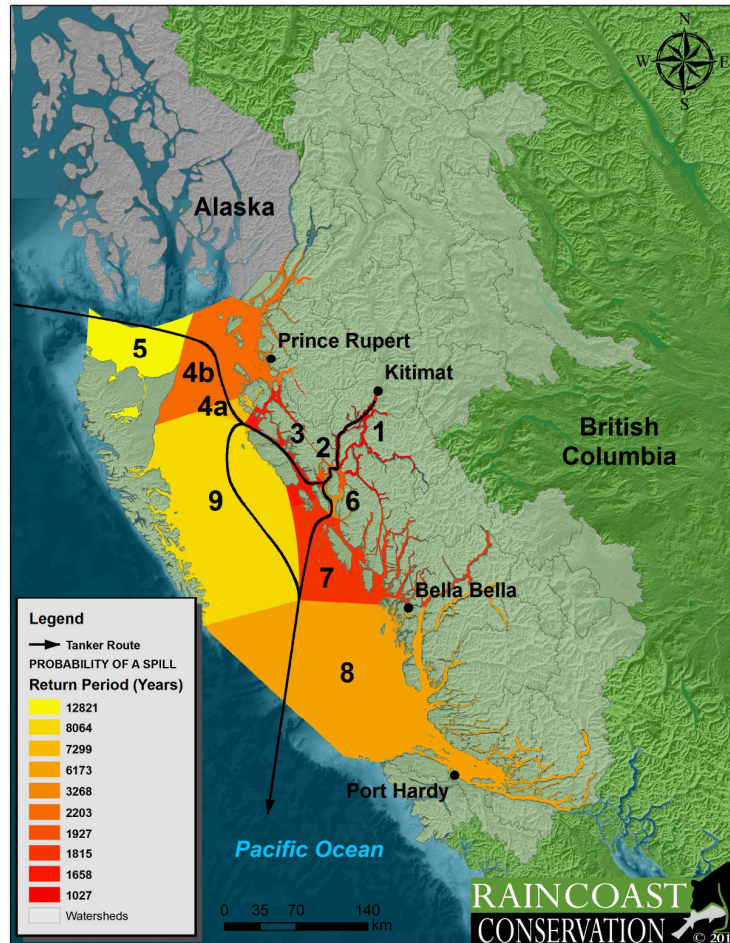 N
W E
S
Alaska
Prince Rupert
Kitimat
5
4b
4a
3
2
1
British
Columbia
6
9
7
Bella Bella
8
Port Hardy
Pacific Ocean
Legend
Tanker Route
PROBABILITY OF A SPILL
Return Period (Years)
12821
8064
7299
6173
3268
2203
1927
1815
1658
1027
Watersheds
0 35 70 140
km
RAINCOAST
CONSERVATION